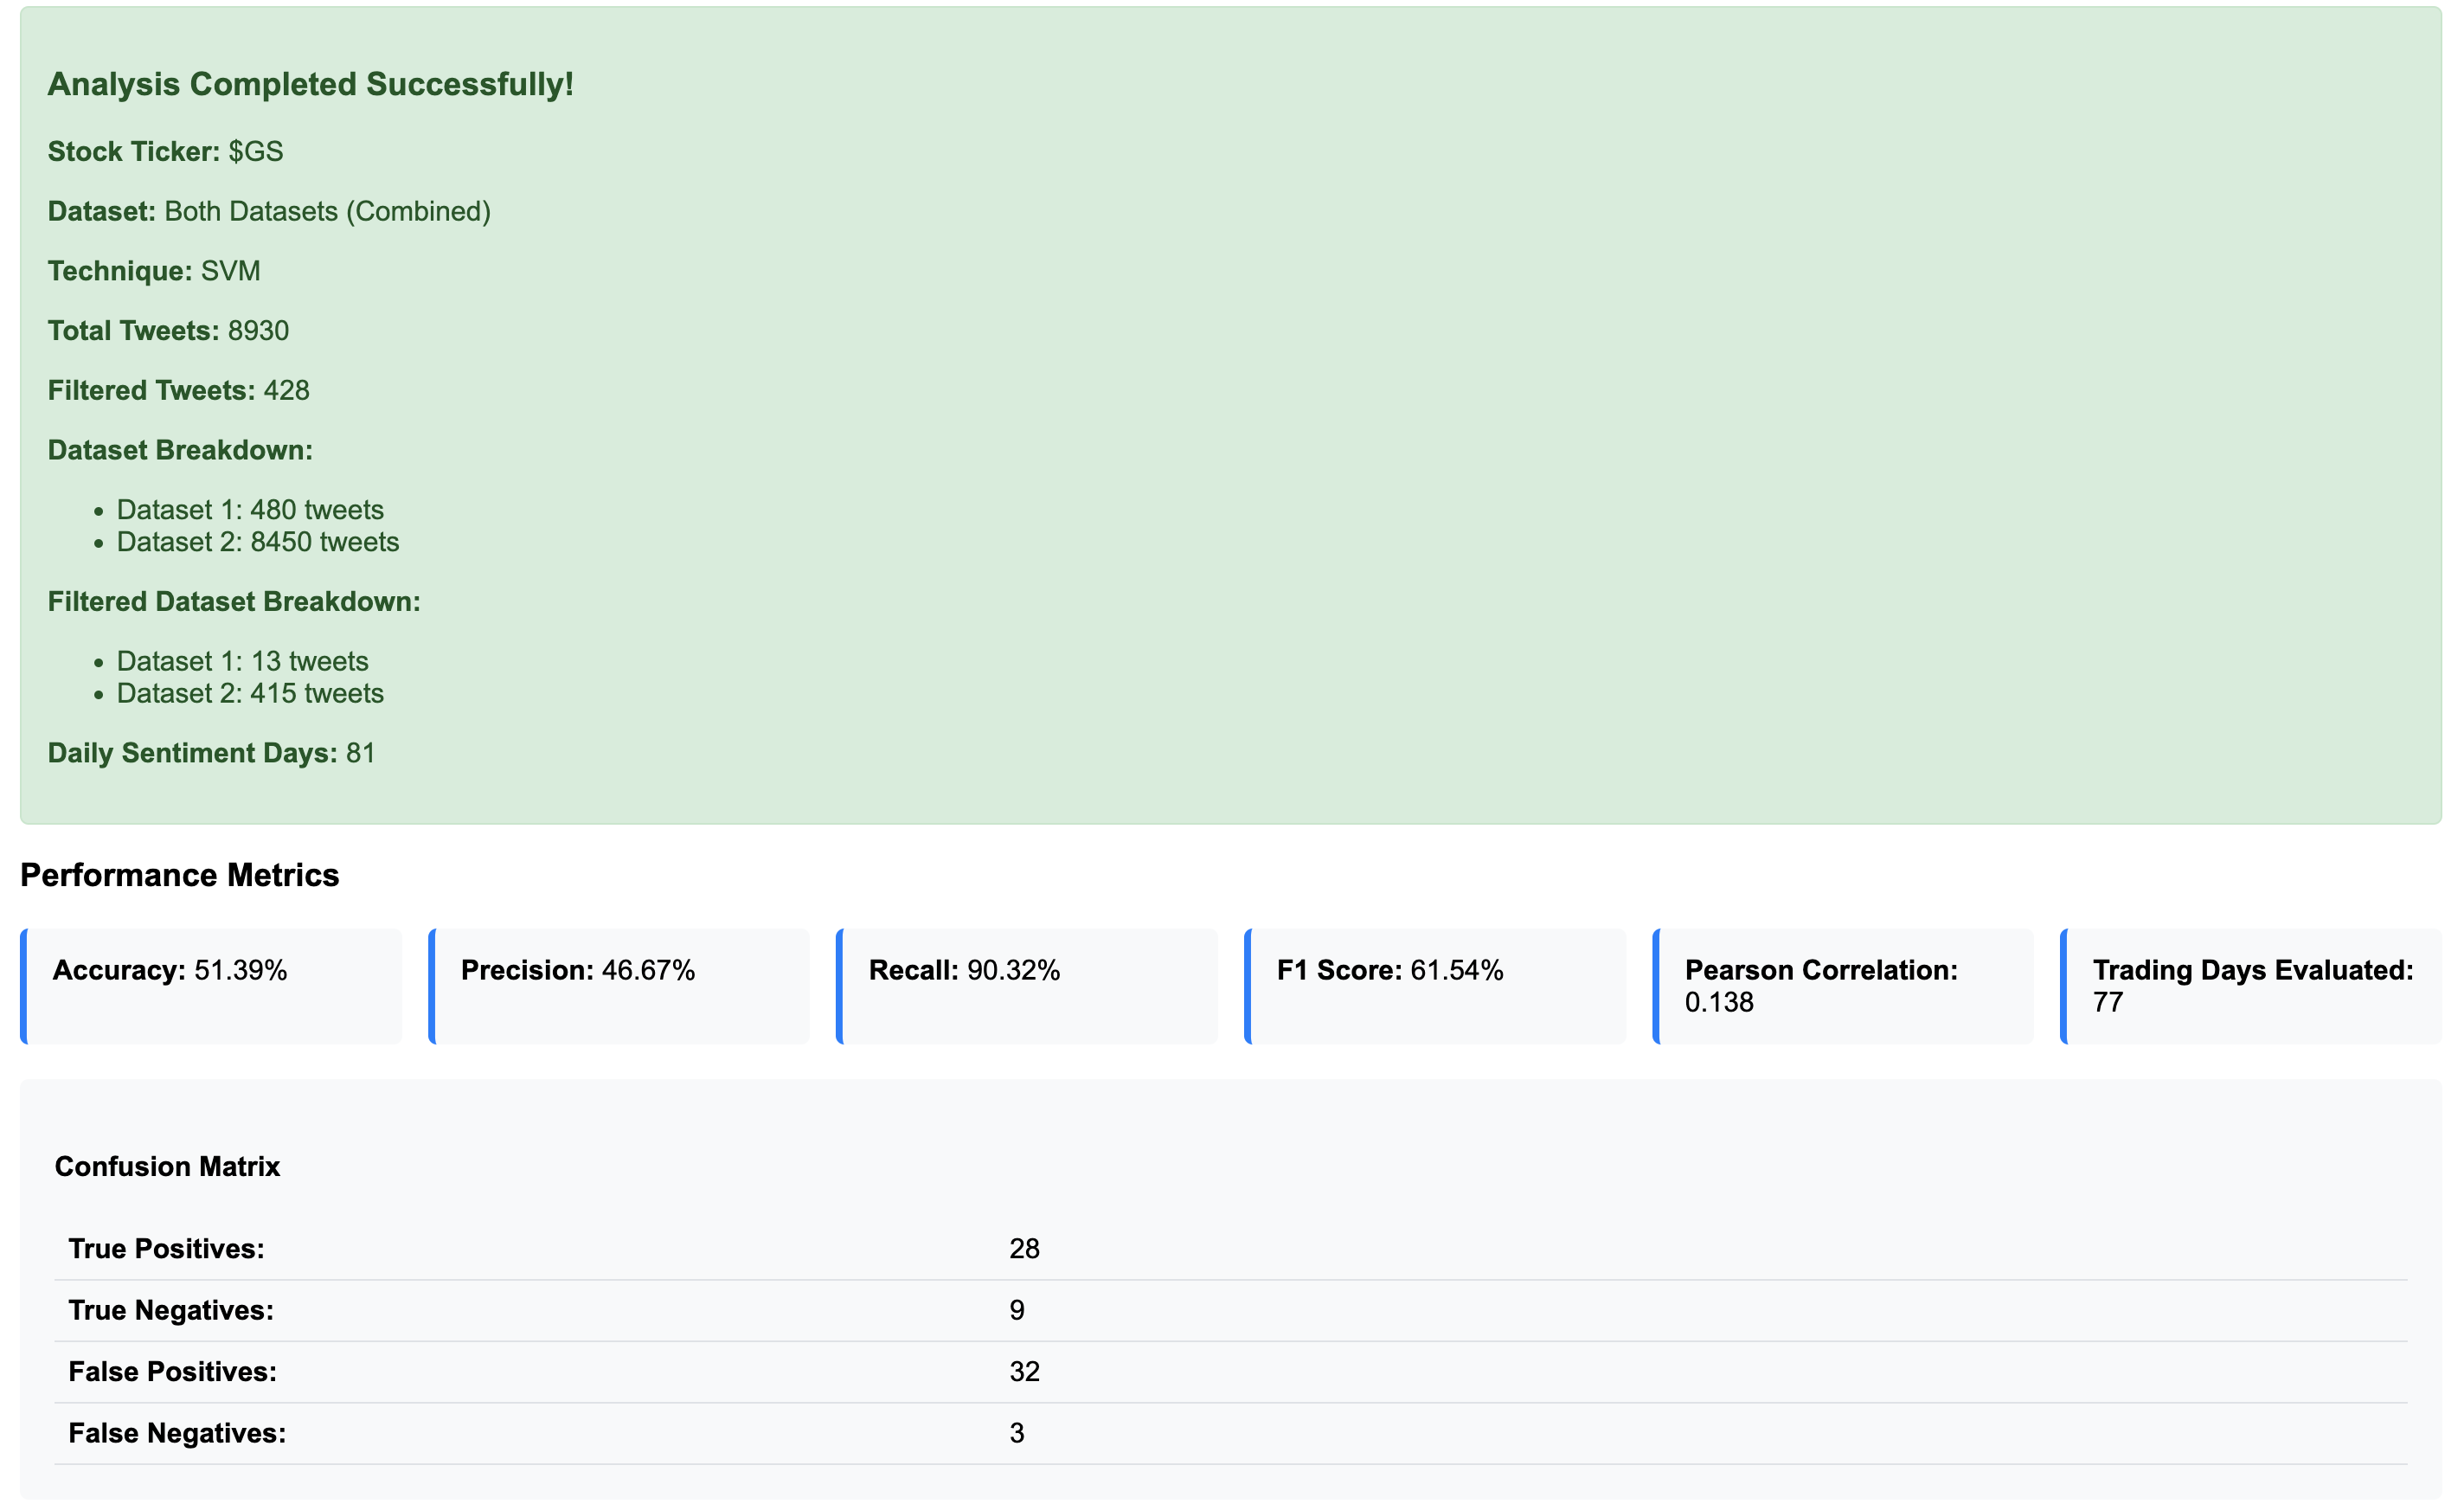 Analysis Completed Successfully!
Stock Ticker: $GS
Dataset: Both Datasets (Combined)
Technique: SVM
Total Tweets: 8930
Filtered Tweets: 428
Dataset Breakdown:
• Dataset 1: 480 tweets
• Dataset 2: 8450 tweets
Filtered Dataset Breakdown:
• Dataset 1: 13 tweets
• Dataset 2: 415 tweets
Daily Sentiment Days: 81
Performance Metrics
Accuracy: 51.39%
Precision: 46.67%
Recall: 90.32%
F1 Score: 61.54%
Pearson Correlation:
0.138
Trading Days Evaluated:
77
Confusion Matrix
True Positives: 28
True Negatives: 9
False Positives: 32
False Negatives: 3